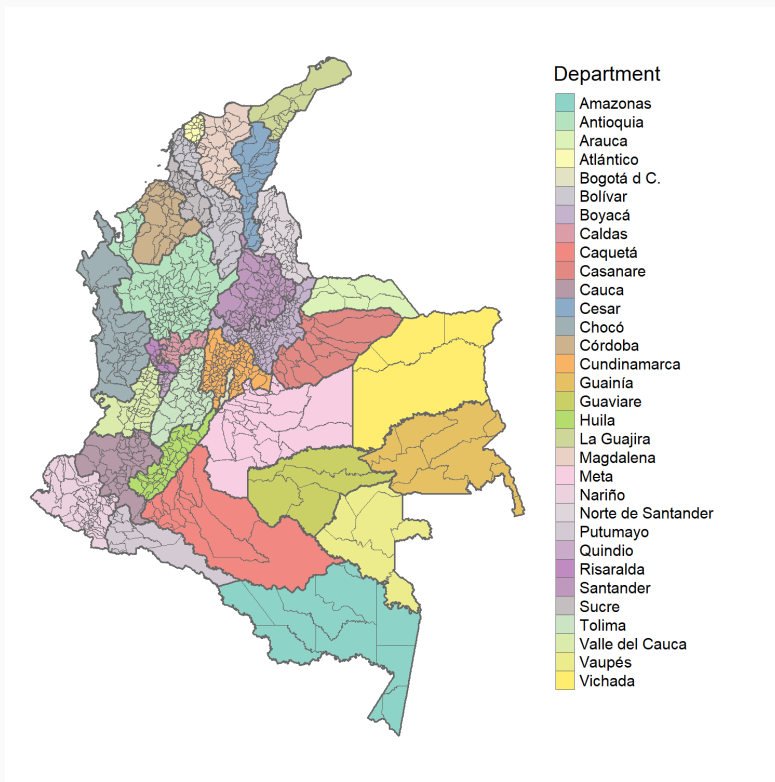 Department
Amazonas
Antioquia
Arauca
Atlántico
Bogotá d C.
Bolívar
Boyacá
Caldas
Caquetá
Casanare
Cauca
Cesar
Chocó
Córdoba
Cundinamarca
Guainía
Guaviare
Huila
La Guajira
Magdalena
Meta
Nariño
Norte de Santander
Putumayo
Quindio
Risaralda
Santander
Sucre
Tolima
Valle del Cauca
Vaupés
Vichada